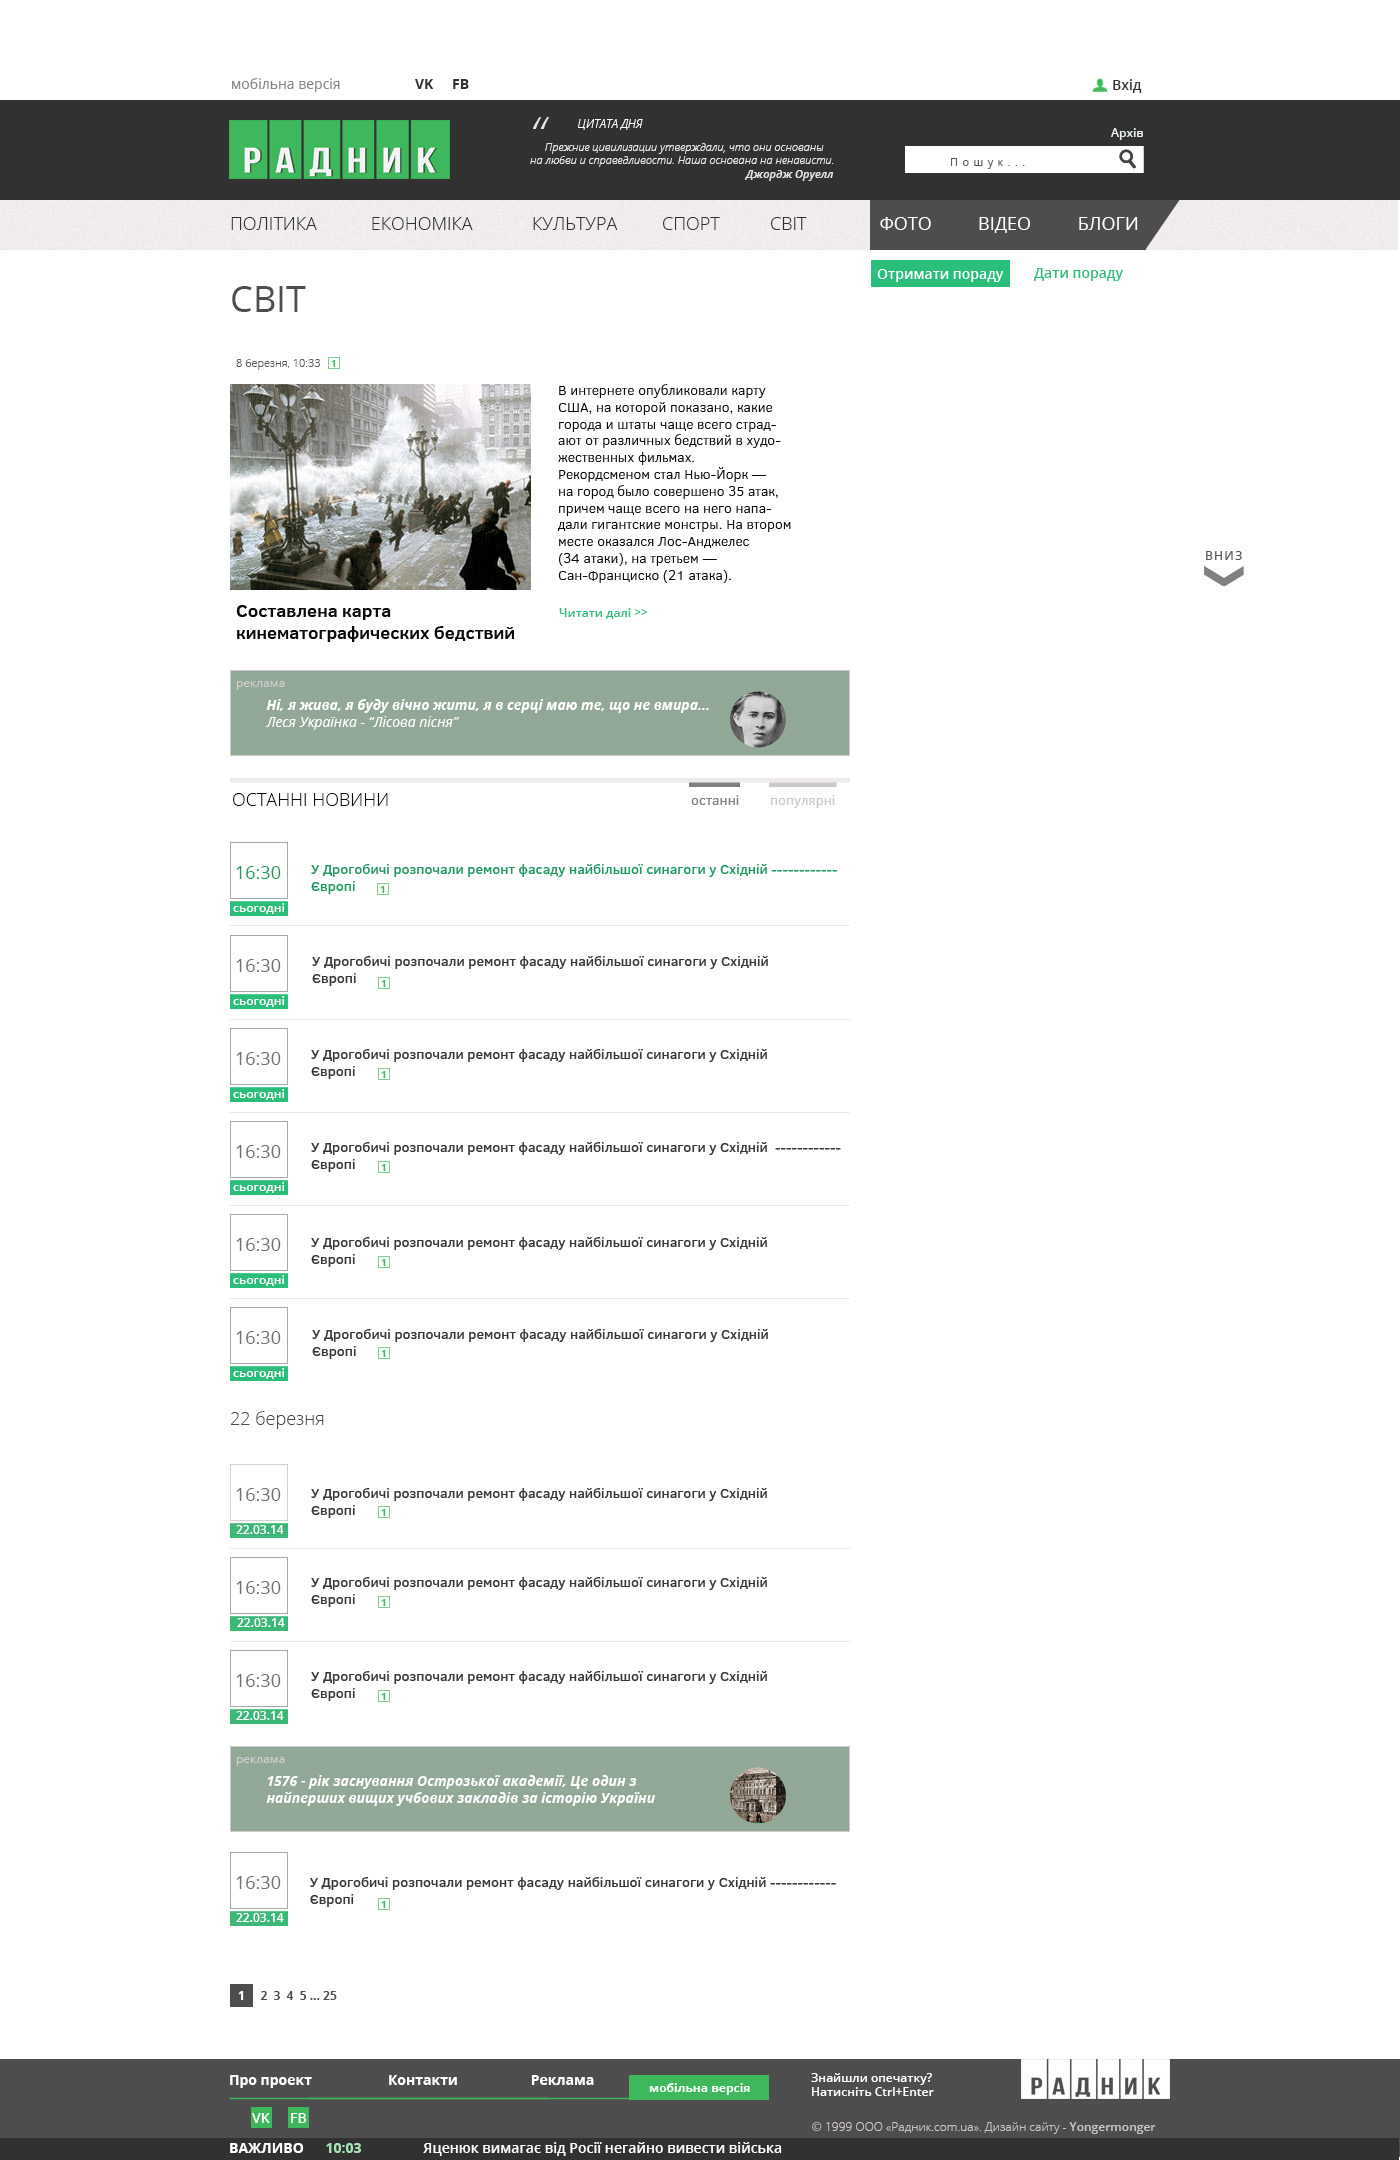 мобільна версія VK FB Вхід
РАДНИК
// ЦИТАТА ДНЯ
Прежние цивилизации утверждали, что они основаны
на любви и справедливости. Наша основана на ненависти.
Джордж Оруелл
Архів
Пошук...
ПОЛІТИКА ЕКОНОМІКА КУЛЬТУРА СПОРТ СВІТ ФОТО ВІДЕО БЛОГИ
Отримати пораду Дати пораду
СВІТ
8 березня, 10:33 1
В интернете опубликовали карту
США, на которой показано, какие
города и штаты чаще всего страд-
ают от различных бедствий в худо-
жественных фильмах.
Рекордсменом стал Нью-Йорк —
на город было совершено 35 атак,
причем чаще всего на него напа-
дали гигантские монстры. На втором
месте оказался Лос-Анджелес
(34 атаки), на третьем —
Сан-Франциско (21 атака).
Читати далі >>
ВНИЗ
Составлена карта
кинематографических бедствий
реклама
Ні, я жива, я буду вічно жити, я в серці маю те, що не вмира...
Леся Українка - “Лісова пісня”
ОСТАННІ НОВИНИ останні популярні
16:30
сьогодні
У Дрогобичі розпочали ремонт фасаду найбільшої синагоги у Східній ------------
Європі 1
16:30
сьогодні
У Дрогобичі розпочали ремонт фасаду найбільшої синагоги у Східній
Європі 1
16:30
сьогодні
У Дрогобичі розпочали ремонт фасаду найбільшої синагоги у Східній
Європі 1
16:30
сьогодні
У Дрогобичі розпочали ремонт фасаду найбільшої синагоги у Східній ------------
Європі 1
16:30
сьогодні
У Дрогобичі розпочали ремонт фасаду найбільшої синагоги у Східній
Європі 1
16:30
сьогодні
У Дрогобичі розпочали ремонт фасаду найбільшої синагоги у Східній
Європі 1
22 березня
16:30
22.03.14
У Дрогобичі розпочали ремонт фасаду найбільшої синагоги у Східній
Європі 1
16:30
22.03.14
У Дрогобичі розпочали ремонт фасаду найбільшої синагоги у Східній
Європі 1
16:30
22.03.14
У Дрогобичі розпочали ремонт фасаду найбільшої синагоги у Східній
Європі 1
реклама
1576 - рік заснування Острозької академії, Це один з
найперших вищих учбових закладів за історію України
16:30
22.03.14
У Дрогобичі розпочали ремонт фасаду найбільшої синагоги у Східній ------------
Європі 1
1 2 3 4 5 ... 25
Про проект Контакти Реклама мобільна версія
VK FB
Знайшли опечатку?
Натисніть Ctrl+Enter
РАДНИК
© 1999 ООО «Радник.com.ua». Дизайн сайту - Yongermonger
ВАЖЛИВО 10:03 Яценюк вимагає від Росії негайно вивести війська